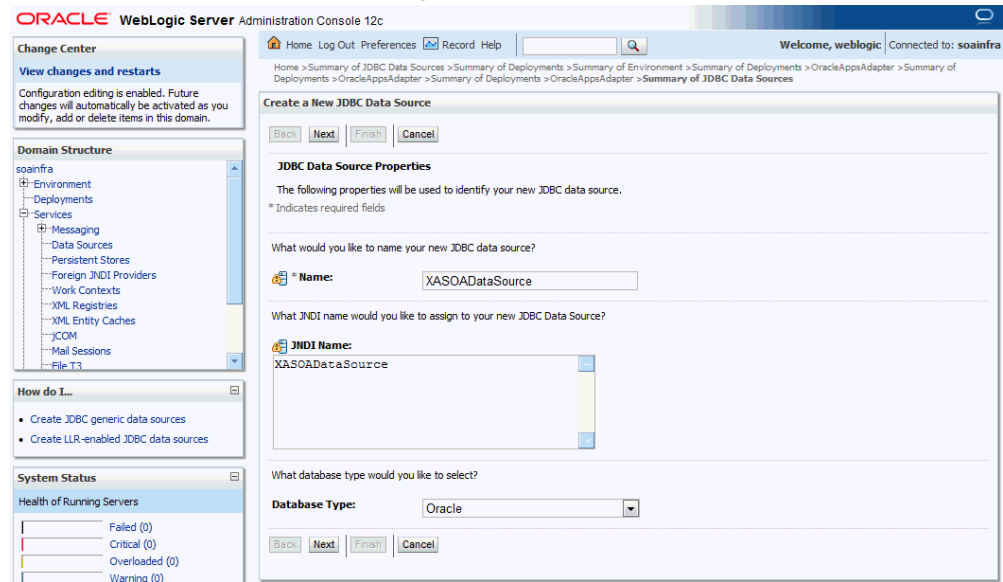 ORACLE WebLogic Server Administration Console 12c
Change Center
View changes and restarts
Configuration editing is enabled. Future
changes will automatically be activated as you
modify, add or delete items in this domain.
Domain Structure
soainfra
Environment
Deployments
Services
Messaging
Data Sources
Persistent Stores
Foreign JNDI Providers
Work Contexts
XML Registries
XML Entity Caches
jCOM
Mail Sessions
File T3
How do I...
Create JDBC generic data sources
Create LLR-enabled JDBC data sources
System Status
Health of Running Servers
Failed (0)
Critical (0)
Overloaded (0)
Warning (0)
Home Log Out Preferences Record Help
Welcome, weblogic Connected to: soainfra
Home >Summary of JDBC Data Sources >Summary of Deployments >Summary of Environment >Summary of Deployments >OracleAppsAdapter >Summary of
Deployments >OracleAppsAdapter >Summary of Deployments >OracleAppsAdapter >Summary of JDBC Data Sources
Create a New JDBC Data Source
Back Next Finish Cancel
JDBC Data Source Properties
The following properties will be used to identify your new JDBC data source.
* Indicates required fields
What would you like to name your new JDBC data source?
* Name: XASOADataSource
What JNDI name would you like to assign to your new JDBC Data Source?
JNDI Name:
XASOADataSource
What database type would you like to select?
Database Type: Oracle
Back Next Finish Cancel